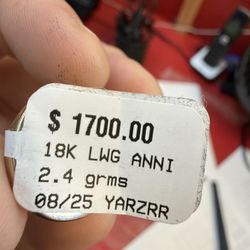 $ 1700.00
18K LWG ANNI
2.4 grms
08/25 YARZRR